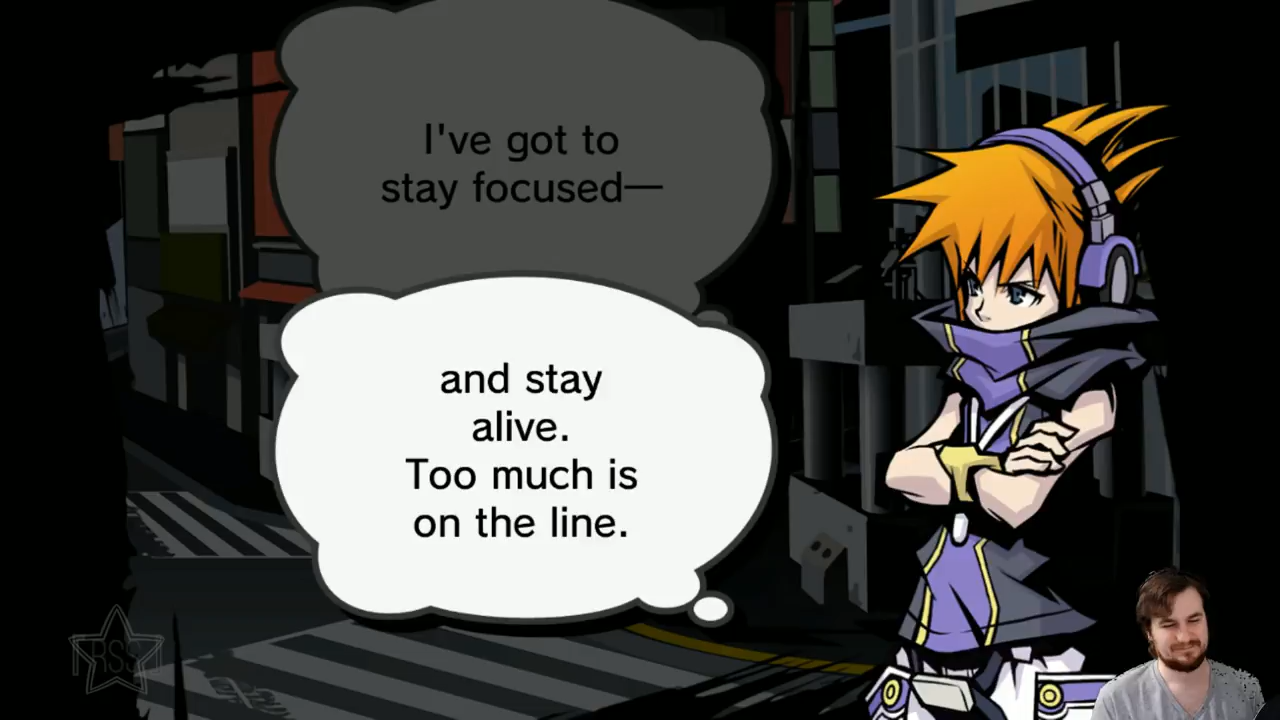 I've got to
stay focused—
and stay
alive.
Too much is
on the line.
RSS